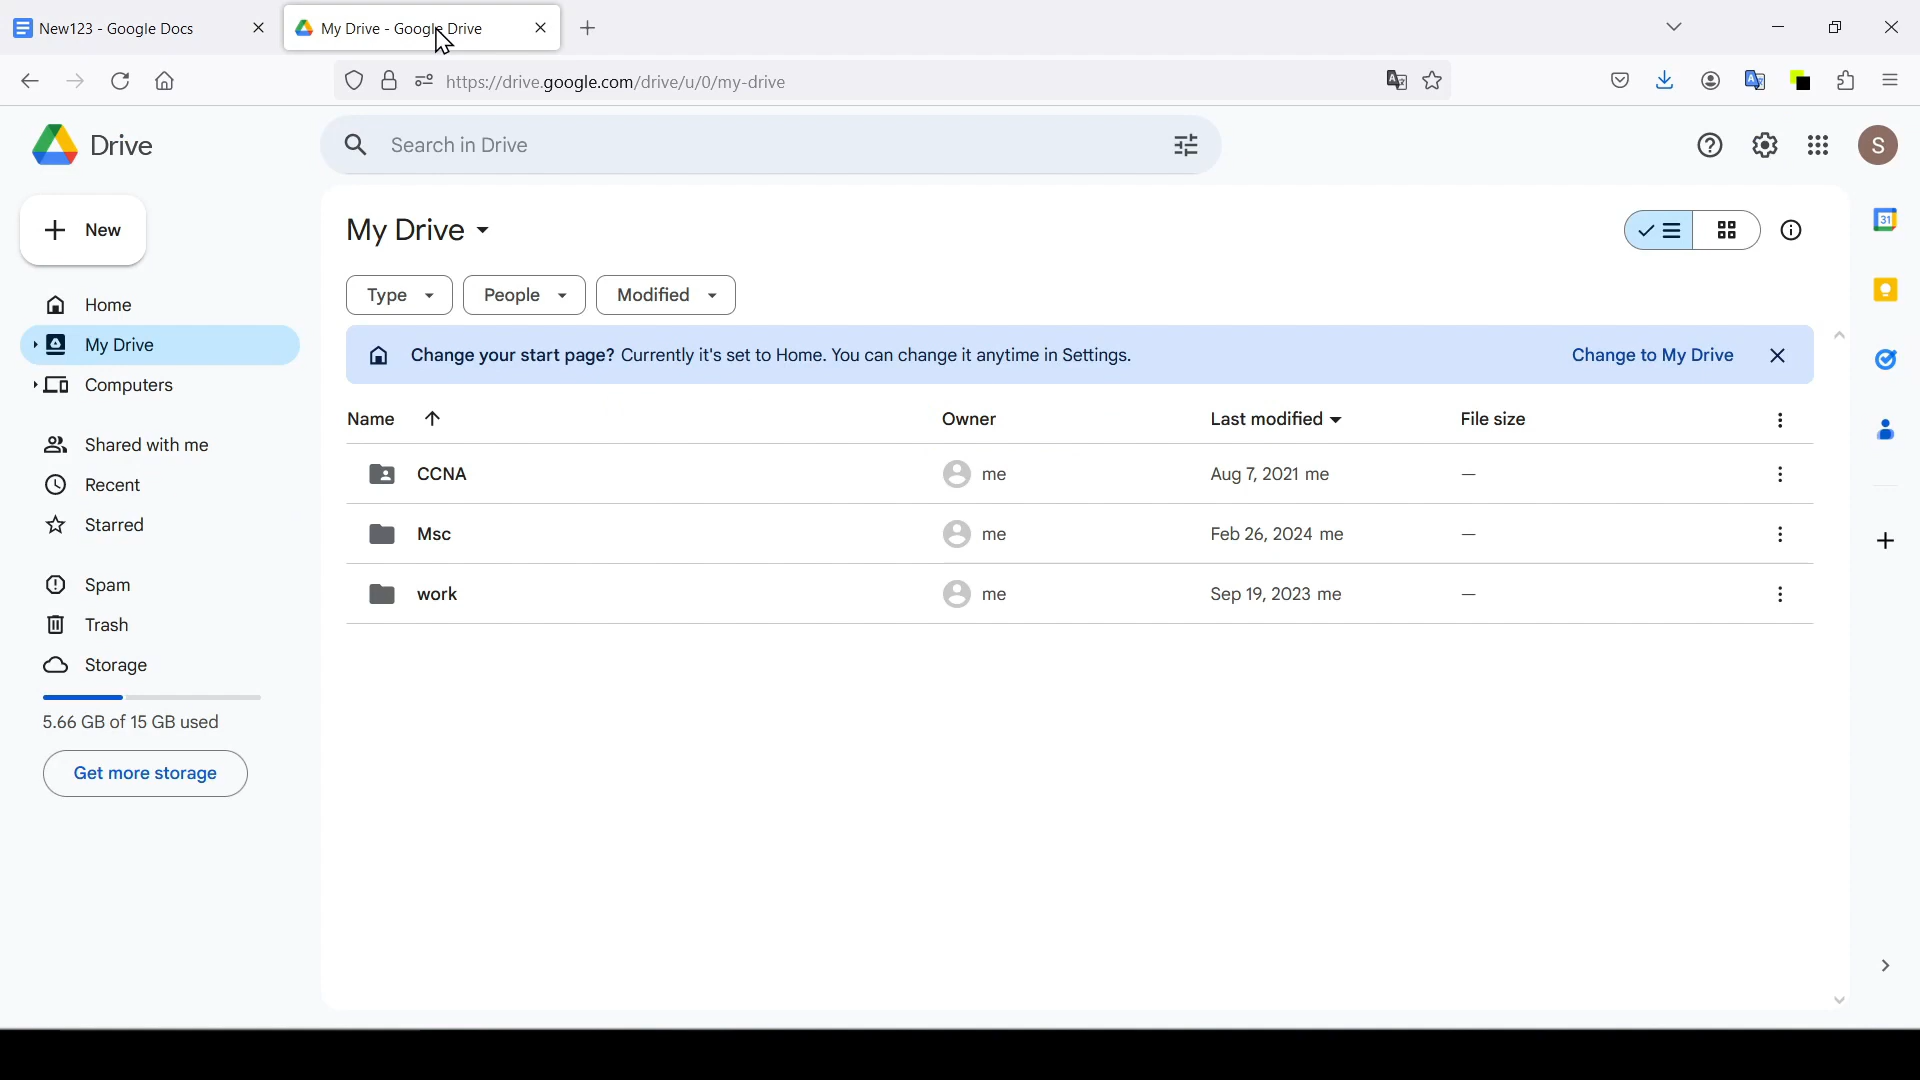 New123 - Google Docs
My Drive - Google Drive
https://drive.google.com/drive/u/0/my-drive
Drive
Search in Drive
S
New
My Drive
Type
People
Modified
Home
My Drive
Computers
Change your start page? Currently it's set to Home. You can change it anytime in Settings.
Change to My Drive
Name
Owner
Last modified
File size
Shared with me
Recent
Starred
CCNA
me
Aug 7, 2021 me
—
Msc
me
Feb 26, 2024 me
—
work
me
Sep 19, 2023 me
—
Spam
Trash
Storage
5.66 GB of 15 GB used
Get more storage
31